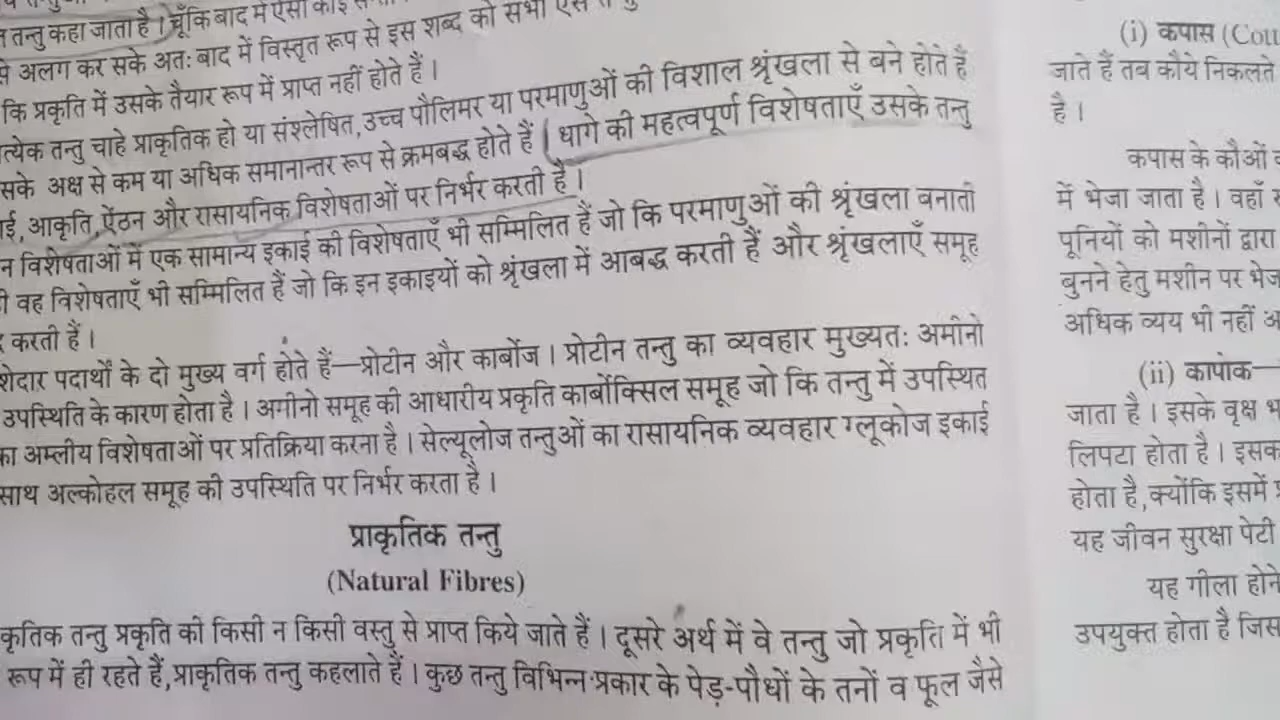 तन्तु कहा जाता है । चूँकि बाद में ऐसा कोई
से अलग कर सके अतः बाद में विस्तृत रूप से इस शब्द को सभी
कि प्रकृति में उसके तैयार रूप में प्राप्त नहीं होते हैं ।
त्येक तन्तु चाहे प्राकृतिक हो या संश्लेषित, उच्च पौलिमर या परमाणुओं की विशाल श्रृंखला से बने होते हैं
सके अक्ष से कम या अधिक समानान्तर रूप से क्रमबद्ध होते हैं ( धागे की महत्वपूर्ण विशेषताएँ उसके तन्तु
ई, आकृति, ऐंठन और रासायनिक विशेषताओं पर निर्भर करती है ।
न विशेषताओं में एक सामान्य इकाई की विशेषताएँ भी सम्मिलित हैं जो कि परमाणुओं की श्रृंखला बनाती
ी वह विशेषताएँ भी सम्मिलित हैं जो कि इन इकाइयों को श्रृंखला में आबद्ध करती हैं और श्रृंखलाएँ समूह
करती हैं ।
शेदार पदार्थों के दो मुख्य वर्ग होते हैं—प्रोटीन और कार्बोज । प्रोटीन तन्तु का व्यवहार मुख्यतः अमीनो
उपस्थिति के कारण होता है । अमीनो समूह की आधारीय प्रकृति कार्बोक्सिल समूह जो कि तन्तु में उपस्थित
का अम्लीय विशेषताओं पर प्रतिक्रिया करना है । सेल्यूलोज तन्तुओं का रासायनिक व्यवहार ग्लूकोज इकाई
साथ अल्कोहल समूह की उपस्थिति पर निर्भर करता है ।
प्राकृतिक तन्तु
(Natural Fibres)
कृतिक तन्तु प्रकृति की किसी न किसी वस्तु से प्राप्त किये जाते हैं । दूसरे अर्थ में वे तन्तु जो प्रकृति में भी
रूप में ही रहते हैं, प्राकृतिक तन्तु कहलाते हैं । कुछ तन्तु विभिन्न प्रकार के पेड़-पौधों के तनों व फूल जैसे
(i) कपास (Cott
जाते हैं तब कौये निकलते
है ।
कपास के कौओं
में भेजा जाता है । वहाँ
पूनियों को मशीनों द्वारा
बुनने हेतु मशीन पर भेज
अधिक व्यय भी नहीं
(ii) कापोक—
जाता है । इसके वृक्ष
लिपटा होता है । इसक
होता है, क्योंकि इसमें
यह जीवन सुरक्षा पेटी
यह गीला होने
उपयुक्त होता है जिस